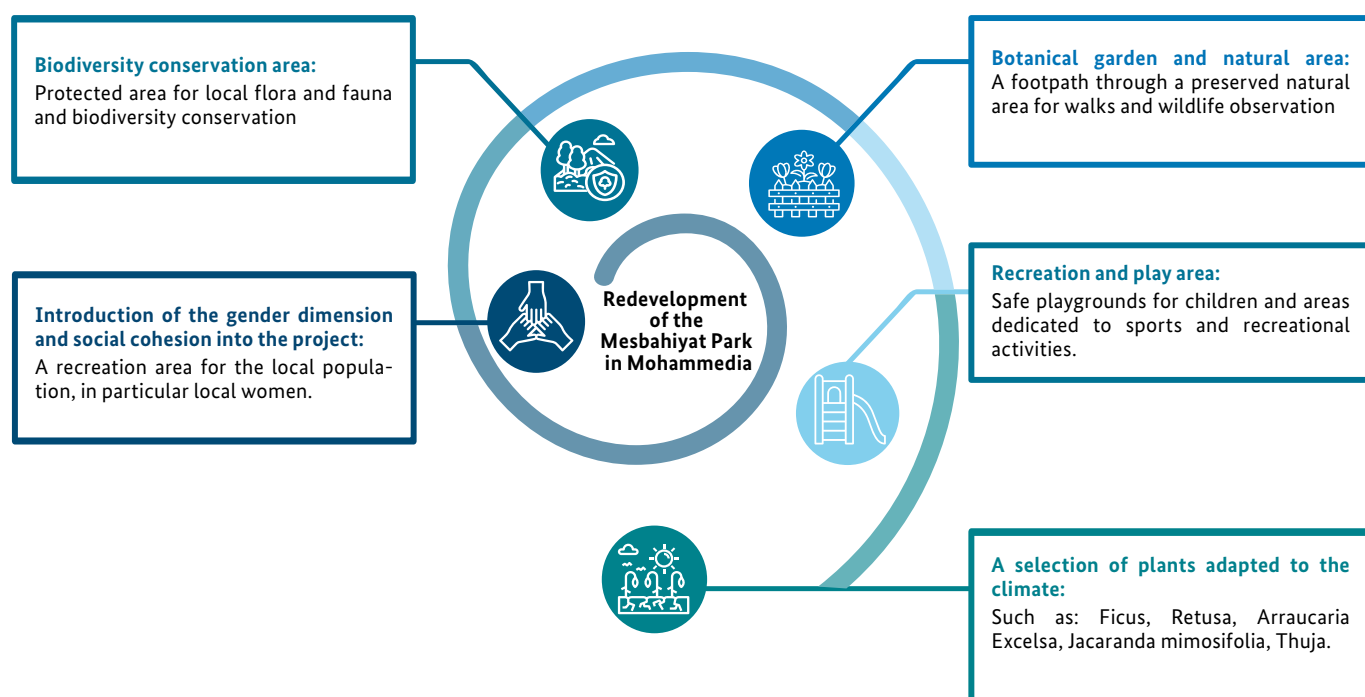 Biodiversity conservation area:
Protected area for local flora and fauna
and biodiversity conservation
Botanical garden and natural area:
A footpath through a preserved natural
area for walks and wildlife observation
Introduction of the gender dimension
and social cohesion into the project:
A recreation area for the local popula-
tion, in particular local women.
Redevelopment
of the
Mesbahiyat Park
in Mohammedia
Recreation and play area:
Safe playgrounds for children and areas
dedicated to sports and recreational
activities.
A selection of plants adapted to the
climate:
Such as: Ficus, Retusa, Arraucaria
Excelsa, Jacaranda mimosifolia, Thuja.